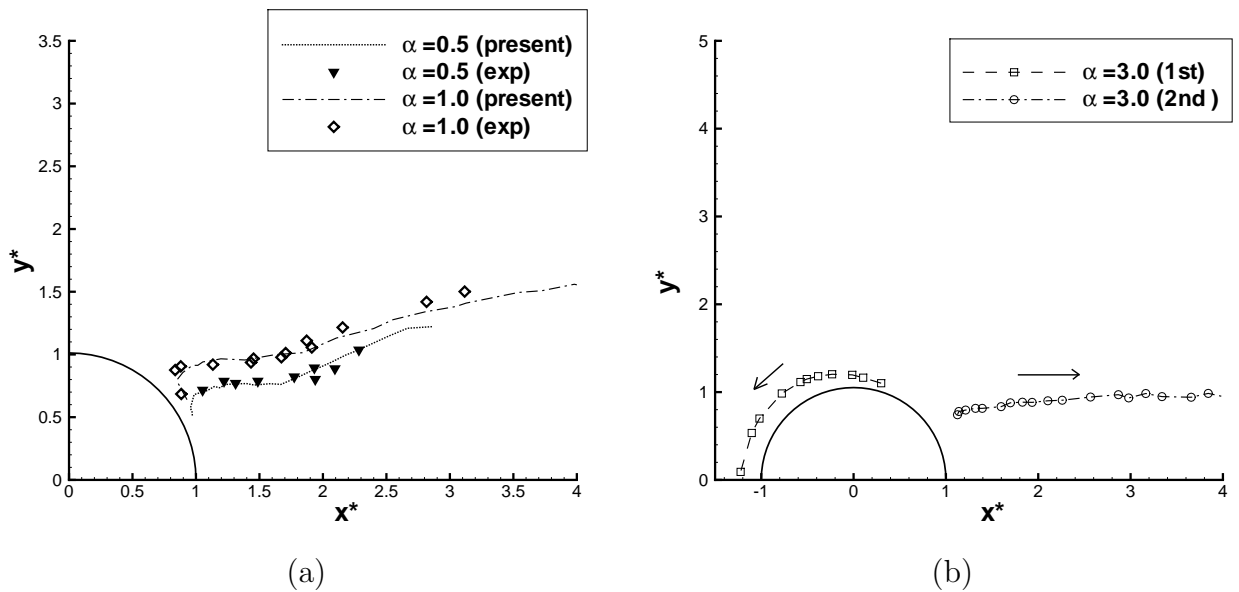 α =0.5 (present)
α =0.5 (exp)
α =1.0 (present)
α =1.0 (exp)
3.5
3
2.5
2
1.5
1
0.5
0
y*
0 0.5 1 1.5 2 2.5 3 3.5 4
x*
(a)
α =3.0 (1st)
α =3.0 (2nd )
5
4
3
2
1
0
y*
-1 0 1 2 3 4
x*
(b)